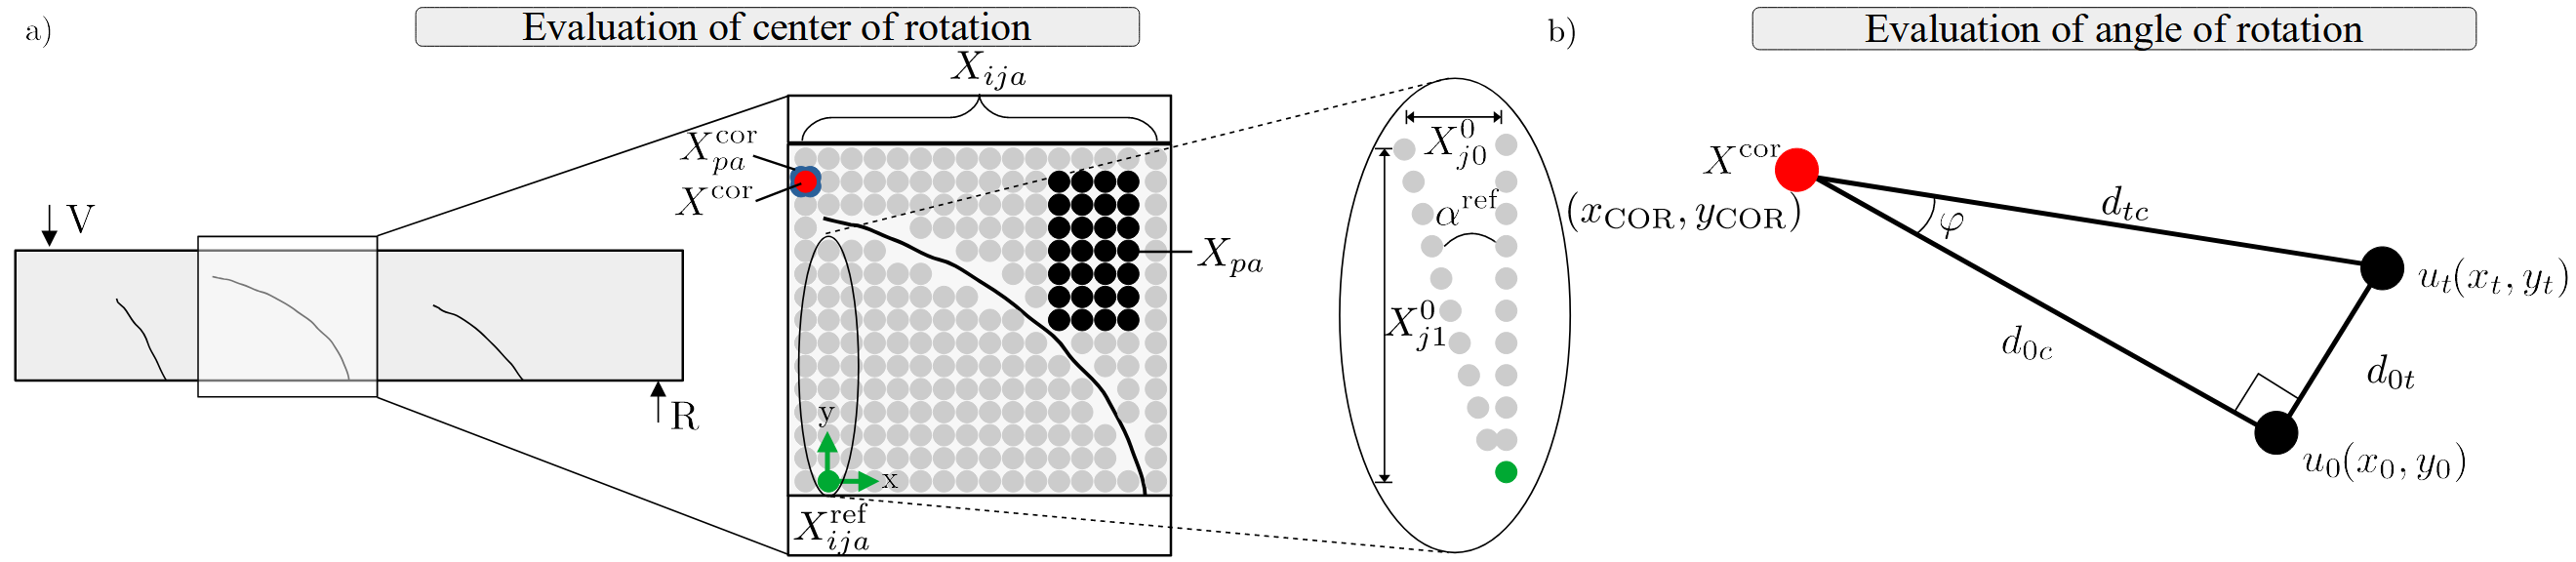 a)
Evaluation of center of rotation
b)
Evaluation of angle of rotation
X_{ija}
X_{pa}^{cor}
X^{cor}
V
R
X_{pa}
y
x
X_{ija}^{ref}
X_{j0}^{0}
α^{ref}
X_{j1}^{0}
X^{cor}
(x_{COR}, y_{COR})
d_{tc}
φ
u_t(x_t, y_t)
d_{0c}
d_{0t}
u_0(x_0, y_0)